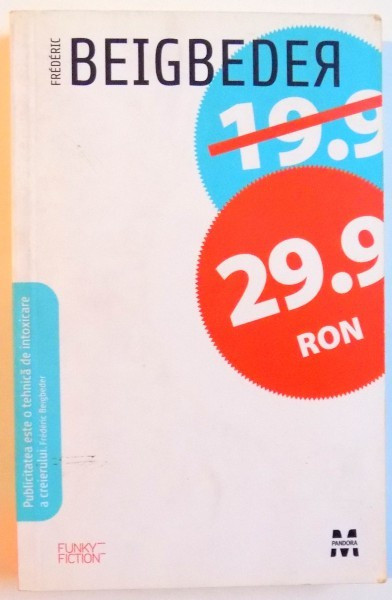 FRÉDÉRIC
BEIGBEDEЯ
19.9
29.9
RON
Publicitatea este o tehnică de intoxicare
a creierului. Frédéric Beigbeder
FUNKY
FICTION
M
PANDORA